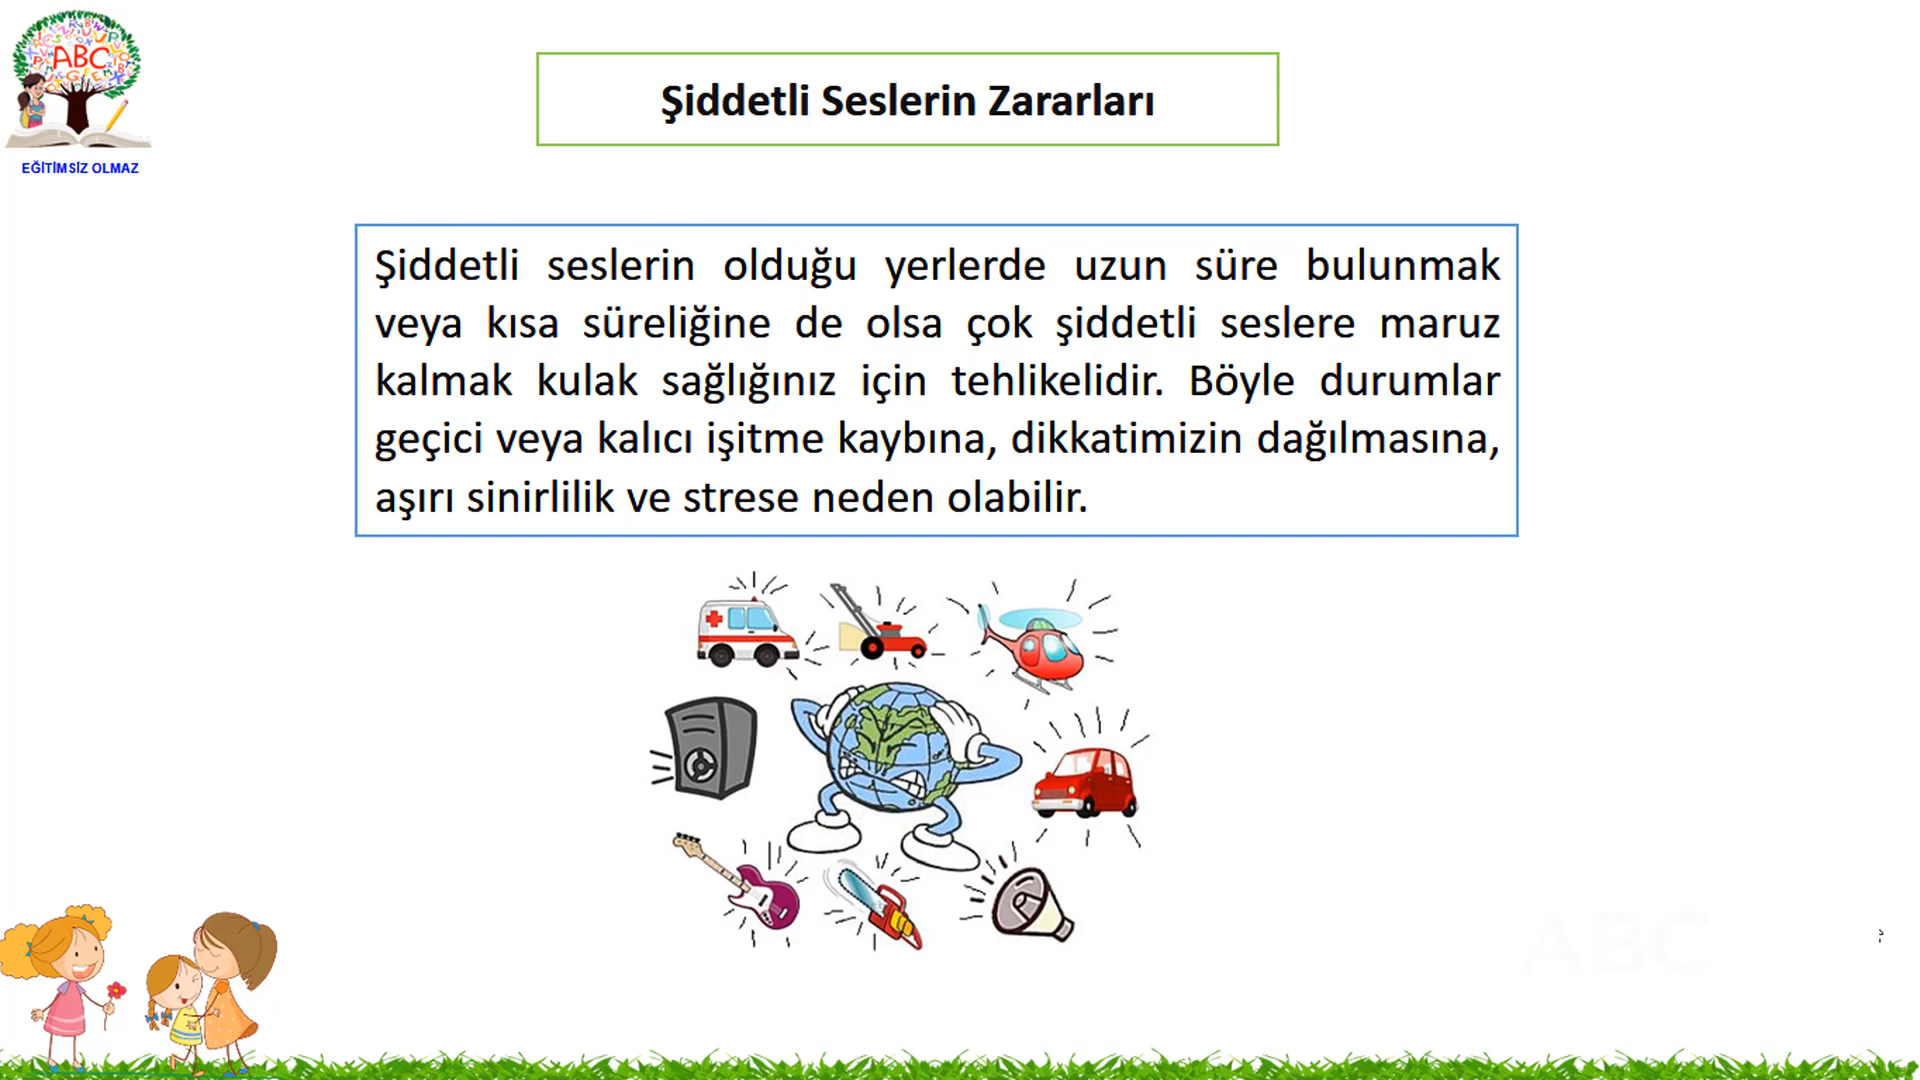 ABC
EĞİTİMSİZ OLMAZ
Şiddetli Seslerin Zararları
Şiddetli seslerin olduğu yerlerde uzun süre bulunmak
veya kısa süreliğine de olsa çok şiddetli seslere maruz
kalmak kulak sağlığınız için tehlikelidir. Böyle durumlar
geçici veya kalıcı işitme kaybına, dikkatimizin dağılmasına,
aşırı sinirlilik ve strese neden olabilir.
ABC